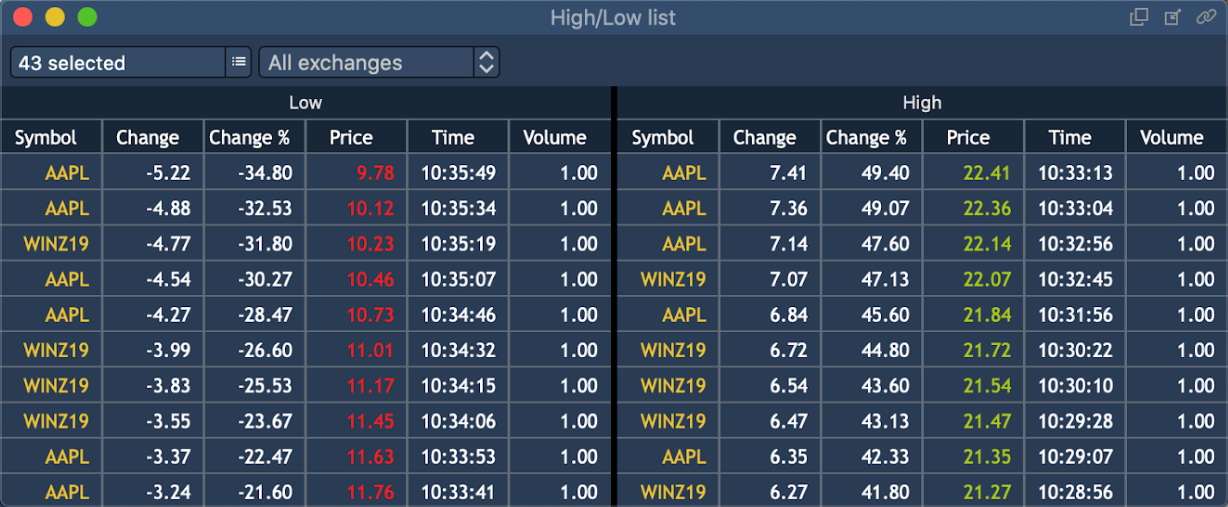 High/Low list
43 selected All exchanges
Low High
Symbol Change Change % Price Time Volume Symbol Change Change % Price Time Volume
AAPL -5.22 -34.80 9.78 10:35:49 1.00 AAPL 7.41 49.40 22.41 10:33:13 1.00
AAPL -4.88 -32.53 10.12 10:35:34 1.00 AAPL 7.36 49.07 22.36 10:33:04 1.00
WINZ19 -4.77 -31.80 10.23 10:35:19 1.00 AAPL 7.14 47.60 22.14 10:32:56 1.00
AAPL -4.54 -30.27 10.46 10:35:07 1.00 WINZ19 7.07 47.13 22.07 10:32:45 1.00
AAPL -4.27 -28.47 10.73 10:34:46 1.00 AAPL 6.84 45.60 21.84 10:31:56 1.00
WINZ19 -3.99 -26.60 11.01 10:34:32 1.00 WINZ19 6.72 44.80 21.72 10:30:22 1.00
WINZ19 -3.83 -25.53 11.17 10:34:15 1.00 WINZ19 6.54 43.60 21.54 10:30:10 1.00
WINZ19 -3.55 -23.67 11.45 10:34:06 1.00 WINZ19 6.47 43.13 21.47 10:29:28 1.00
AAPL -3.37 -22.47 11.63 10:33:53 1.00 AAPL 6.35 42.33 21.35 10:29:07 1.00
AAPL -3.24 -21.60 11.76 10:33:41 1.00 WINZ19 6.27 41.80 21.27 10:28:56 1.00